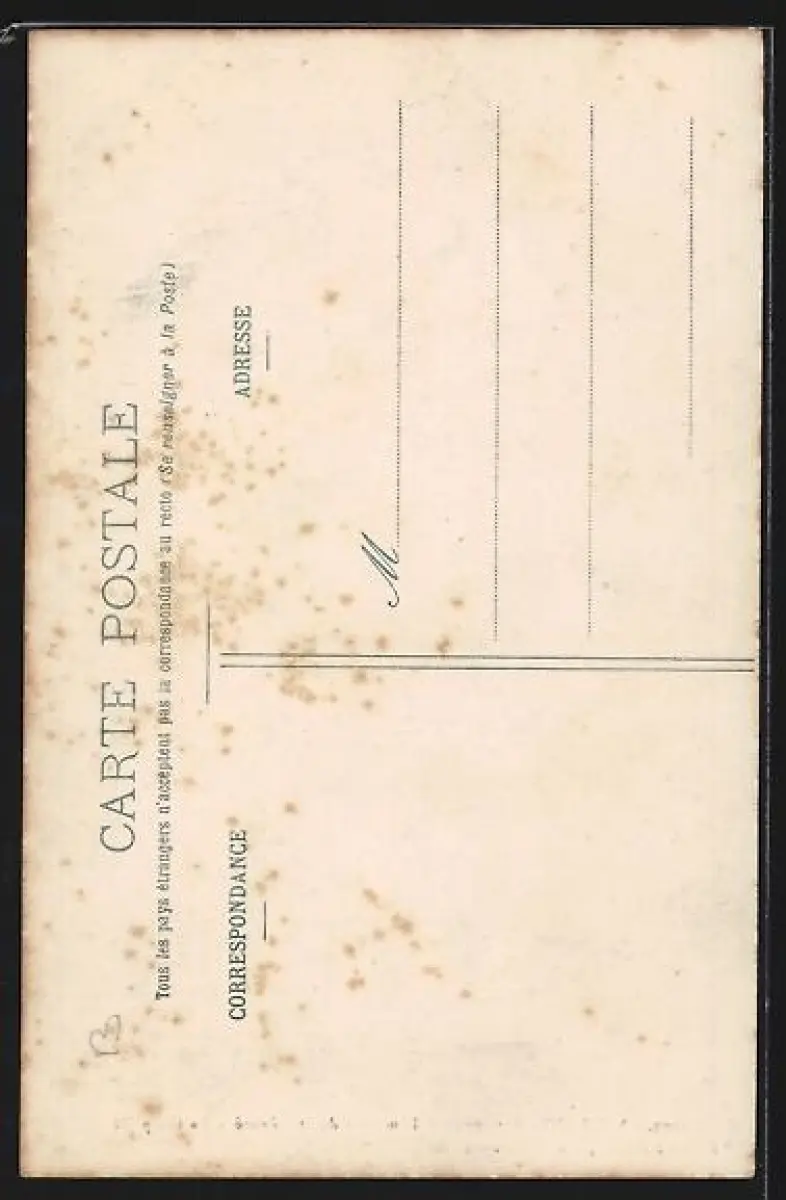 CARTE POSTALE
Tous les pays étrangers n'acceptent pas la correspondance au recto (Se renseigner à la Poste)
CORRESPONDANCE
ADRESSE
M